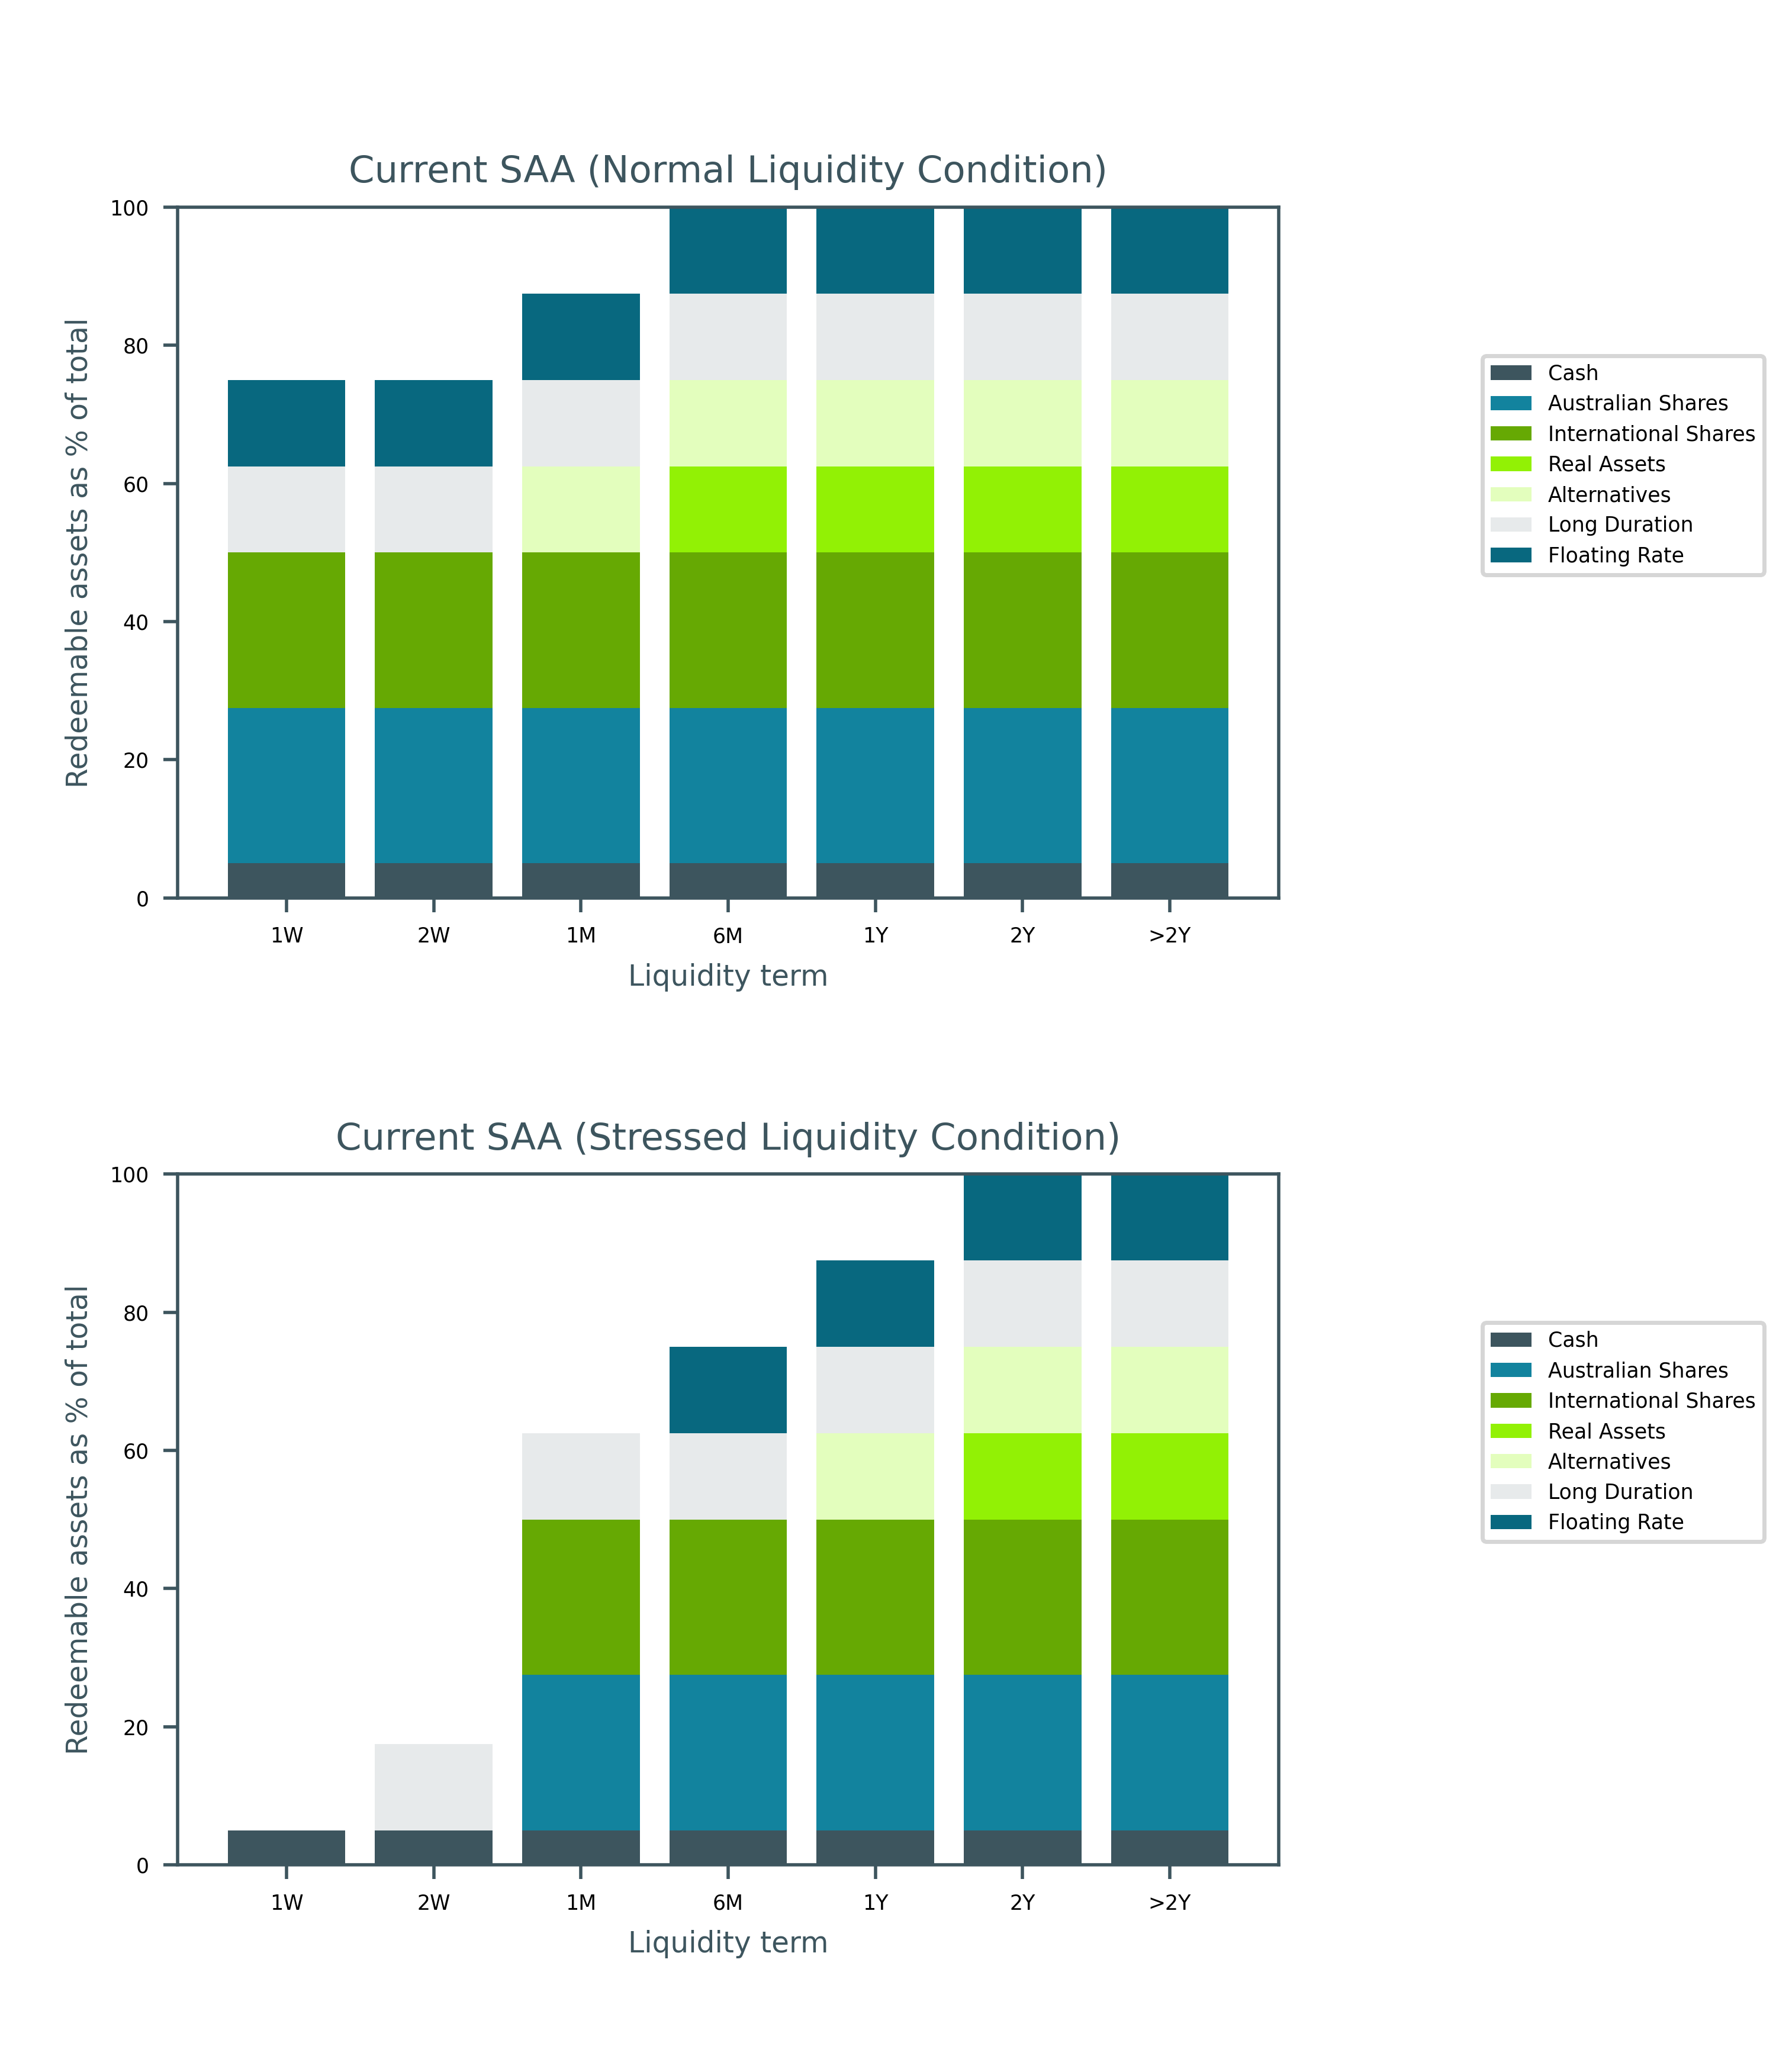 Current SAA (Normal Liquidity Condition)
Redeemable assets as % of total
100
80
60
40
20
0
1W 2W 1M 6M 1Y 2Y >2Y
Liquidity term
Cash
Australian Shares
International Shares
Real Assets
Alternatives
Long Duration
Floating Rate
Current SAA (Stressed Liquidity Condition)
Redeemable assets as % of total
100
80
60
40
20
0
1W 2W 1M 6M 1Y 2Y >2Y
Liquidity term
Cash
Australian Shares
International Shares
Real Assets
Alternatives
Long Duration
Floating Rate